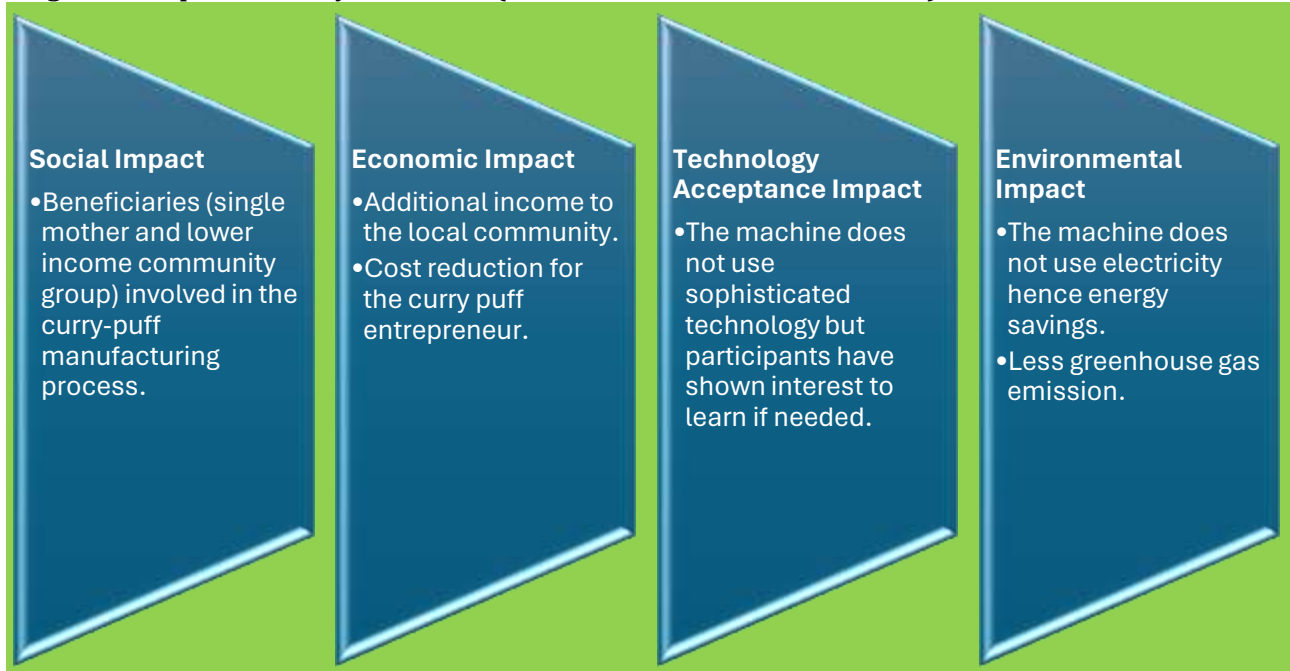 Social Impact
•Beneficiaries (single
mother and lower
income community
group) involved in the
curry-puff
manufacturing
process.
Economic Impact
•Additional income to
the local community.
•Cost reduction for
the curry puff
entrepreneur.
Technology
Acceptance Impact
•The machine does
not use
sophisticated
technology but
participants have
shown interest to
learn if needed.
Environmental
Impact
•The machine does
not use electricity
hence energy
savings.
•Less greenhouse gas
emission.